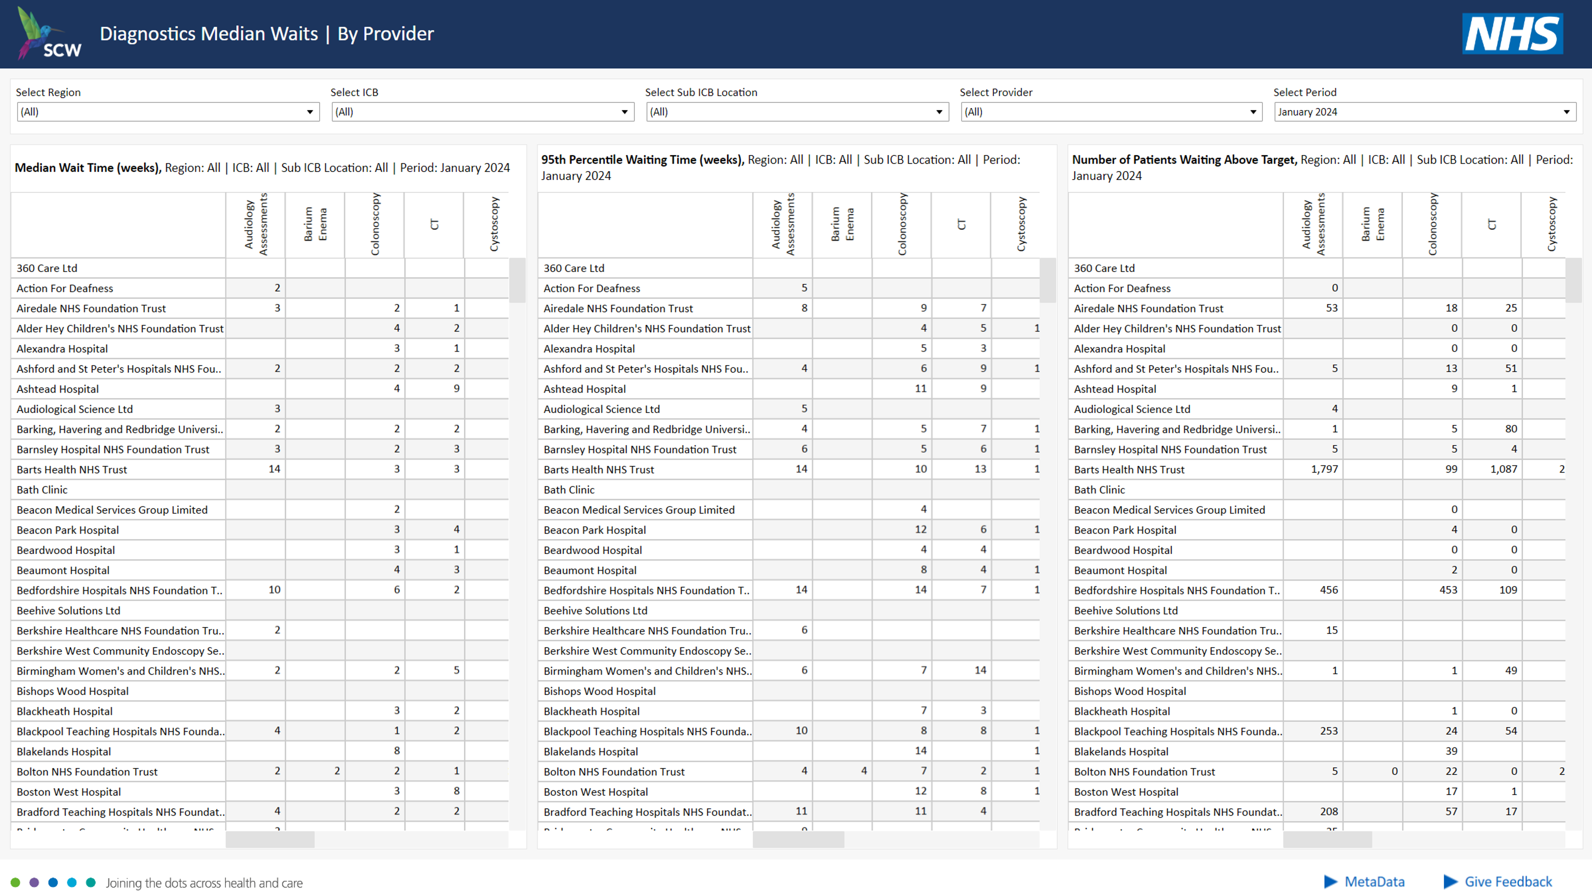 SCW
Diagnostics Median Waits | By Provider
NHS
Select Region
(All)
Select ICB
(All)
Select Sub ICB Location
(All)
Select Provider
(All)
Select Period
January 2024
Median Wait Time (weeks), Region: All | ICB: All | Sub ICB Location: All | Period: January 2024
Audiology Assessments
Barium Enema
Colonoscopy
CT
Cystoscopy
360 Care Ltd
Action For Deafness 2
Airedale NHS Foundation Trust 3 2 1
Alder Hey Children's NHS Foundation Trust 4 2
Alexandra Hospital 3 1
Ashford and St Peter's Hospitals NHS Fou.. 2 2 2
Ashtead Hospital 4 9
Audiological Science Ltd 3
Barking, Havering and Redbridge Universi.. 2 2 2
Barnsley Hospital NHS Foundation Trust 3 2 3
Barts Health NHS Trust 14 3 3
Bath Clinic
Beacon Medical Services Group Limited 2
Beacon Park Hospital 3 4
Beardwood Hospital 3 1
Beaumont Hospital 4 3
Bedfordshire Hospitals NHS Foundation T.. 10 6 2
Beehive Solutions Ltd
Berkshire Healthcare NHS Foundation Tru.. 2
Berkshire West Community Endoscopy Se..
Birmingham Women's and Children's NHS.. 2 2 5
Bishops Wood Hospital
Blackheath Hospital 3 2
Blackpool Teaching Hospitals NHS Founda.. 4 1 2
Blakelands Hospital 8
Bolton NHS Foundation Trust 2 2 2 1
Boston West Hospital 3 8
Bradford Teaching Hospitals NHS Foundat.. 4 2 2
95th Percentile Waiting Time (weeks), Region: All | ICB: All | Sub ICB Location: All | Period:
January 2024
Audiology Assessments
Barium Enema
Colonoscopy
CT
Cystoscopy
360 Care Ltd
Action For Deafness 5
Airedale NHS Foundation Trust 8 9 7
Alder Hey Children's NHS Foundation Trust 4 5 1
Alexandra Hospital 5 3
Ashford and St Peter's Hospitals NHS Fou.. 4 6 9 1
Ashtead Hospital 11 9
Audiological Science Ltd 5
Barking, Havering and Redbridge Universi.. 4 5 7 1
Barnsley Hospital NHS Foundation Trust 6 5 6 1
Barts Health NHS Trust 14 10 13 1
Bath Clinic
Beacon Medical Services Group Limited 4
Beacon Park Hospital 12 6 1
Beardwood Hospital 4 4
Beaumont Hospital 8 4 1
Bedfordshire Hospitals NHS Foundation T.. 14 14 7 1
Beehive Solutions Ltd
Berkshire Healthcare NHS Foundation Tru.. 6
Berkshire West Community Endoscopy Se..
Birmingham Women's and Children's NHS.. 6 7 14
Bishops Wood Hospital
Blackheath Hospital 7 3
Blackpool Teaching Hospitals NHS Founda.. 10 8 8 1
Blakelands Hospital 14 1
Bolton NHS Foundation Trust 4 4 7 2 1
Boston West Hospital 12 8 1
Bradford Teaching Hospitals NHS Foundat.. 11 11 4
Number of Patients Waiting Above Target, Region: All | ICB: All | Sub ICB Location: All | Period:
January 2024
Audiology Assessments
Barium Enema
Colonoscopy
CT
Cystoscopy
360 Care Ltd
Action For Deafness 0
Airedale NHS Foundation Trust 53 18 25
Alder Hey Children's NHS Foundation Trust 0 0
Alexandra Hospital 0 0
Ashford and St Peter's Hospitals NHS Fou.. 5 13 51
Ashtead Hospital 9 1
Audiological Science Ltd 4
Barking, Havering and Redbridge Universi.. 1 5 80
Barnsley Hospital NHS Foundation Trust 5 5 4
Barts Health NHS Trust 1,797 99 1,087 2
Bath Clinic
Beacon Medical Services Group Limited 0
Beacon Park Hospital 4 0
Beardwood Hospital 0 0
Beaumont Hospital 2 0
Bedfordshire Hospitals NHS Foundation T.. 456 453 109
Beehive Solutions Ltd
Berkshire Healthcare NHS Foundation Tru.. 15
Berkshire West Community Endoscopy Se..
Birmingham Women's and Children's NHS.. 1 1 49
Bishops Wood Hospital
Blackheath Hospital 1 0
Blackpool Teaching Hospitals NHS Founda.. 253 24 54
Blakelands Hospital 39
Bolton NHS Foundation Trust 5 0 22 0 2
Boston West Hospital 17 1
Bradford Teaching Hospitals NHS Foundat.. 208 57 17
Joining the dots across health and care
MetaData
Give Feedback